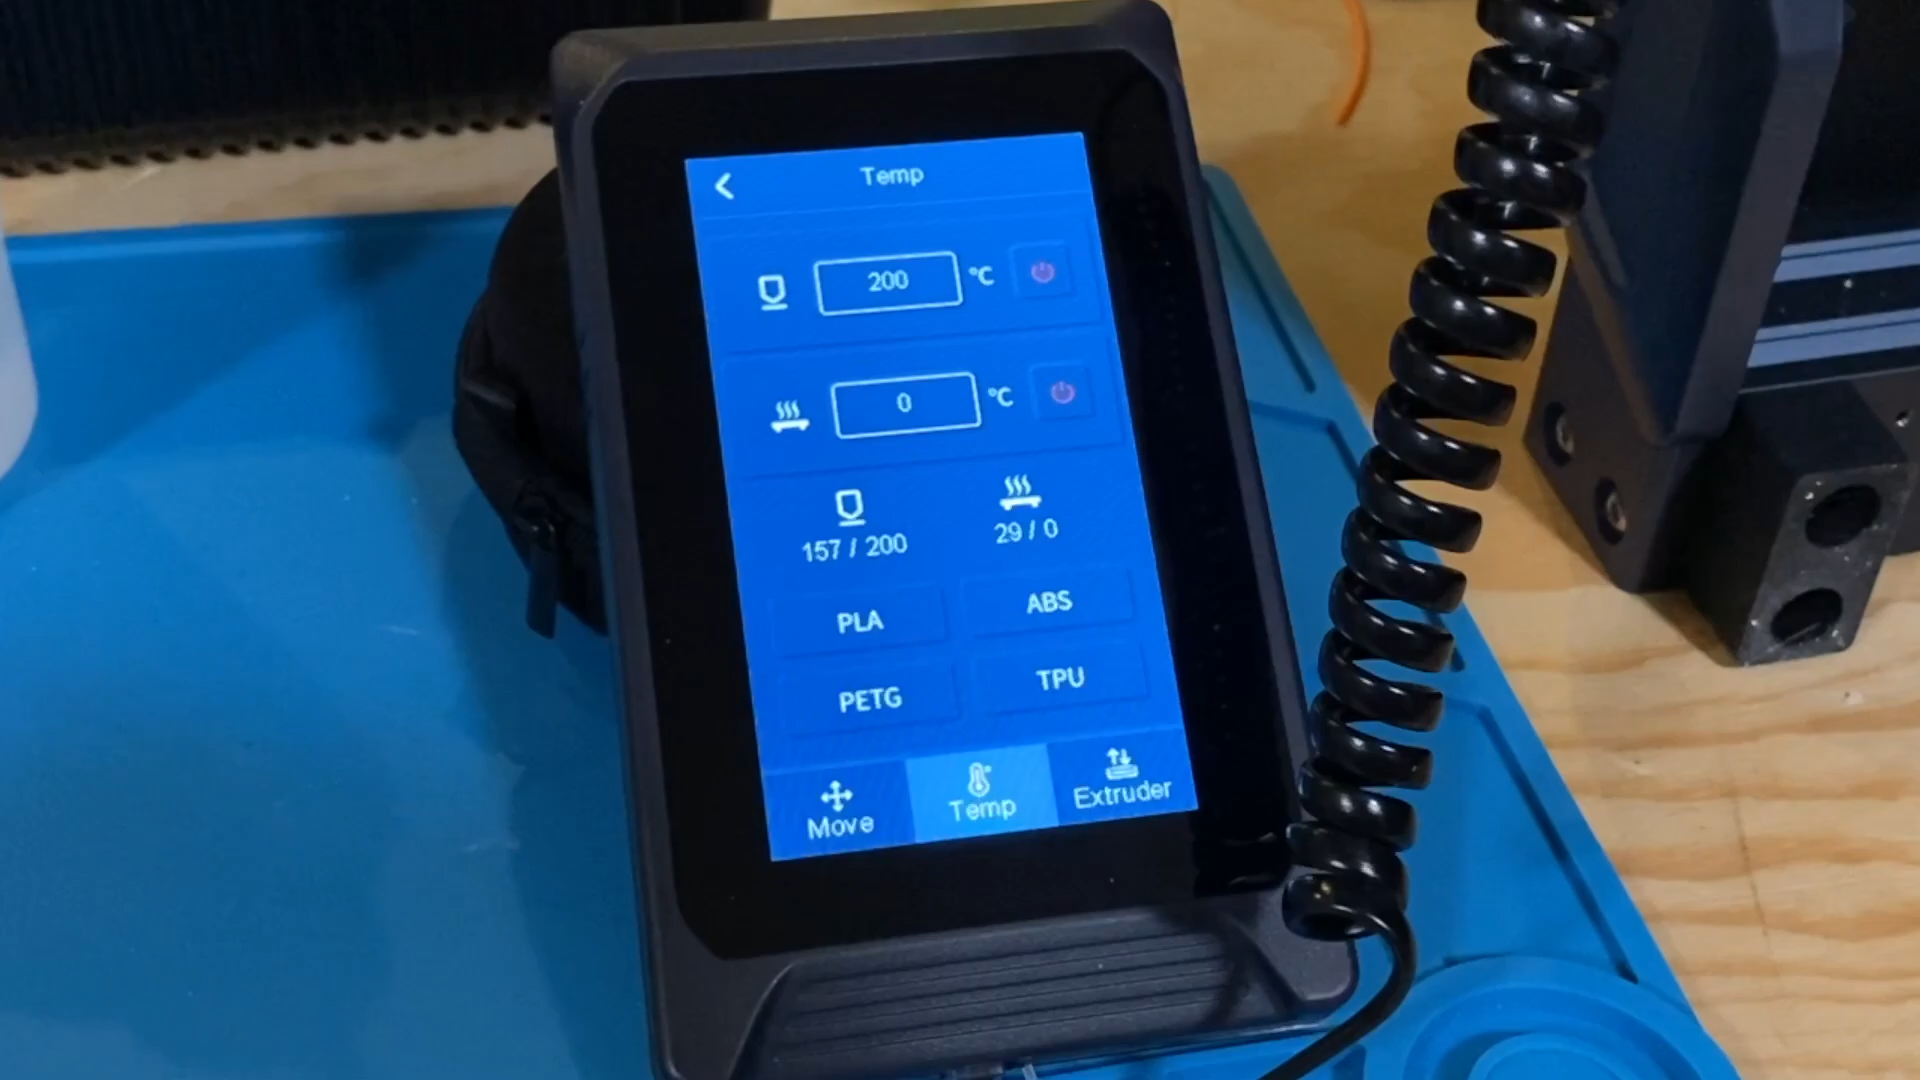 Temp
200 °C
0 °C
157 / 200 29 / 0
PLA ABS
PETG TPU
Move Temp Extruder